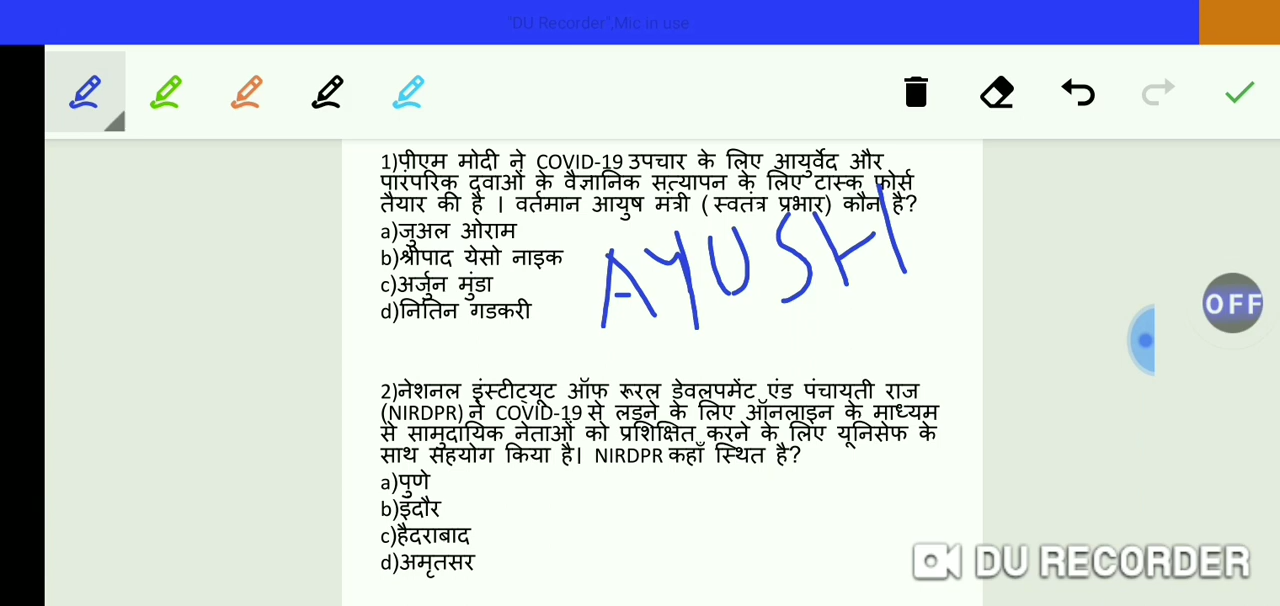 "DU Recorder",Mic in use
1)पीएम मोदी ने COVID-19 उपचार के लिए आयुर्वेद और
पारंपरिक दवाओं के वैज्ञानिक सत्यापन के लिए टास्क फोर्स
तैयार की है । वर्तमान आयुष मंत्री ( स्वतंत्र प्रभार) कौन है?
a)जुअल ओराम
b)श्रीपाद येसो नाइक
c)अर्जुन मुंडा
d)नितिन गडकरी
AYUSH
OFF
2)नेशनल इंस्टीट्यूट ऑफ रूरल डेवलपमेंट एंड पंचायती राज
(NIRDPR) ने COVID-19 से लड़ने के लिए ऑनलाइन के माध्यम
से सामुदायिक नेताओं को प्रशिक्षित करने के लिए यूनिसेफ के
साथ सहयोग किया है। NIRDPR कहाँ स्थित है?
a)पुणे
b)इंदौर
c)हैदराबाद
d)अमृतसर
DU RECORDER